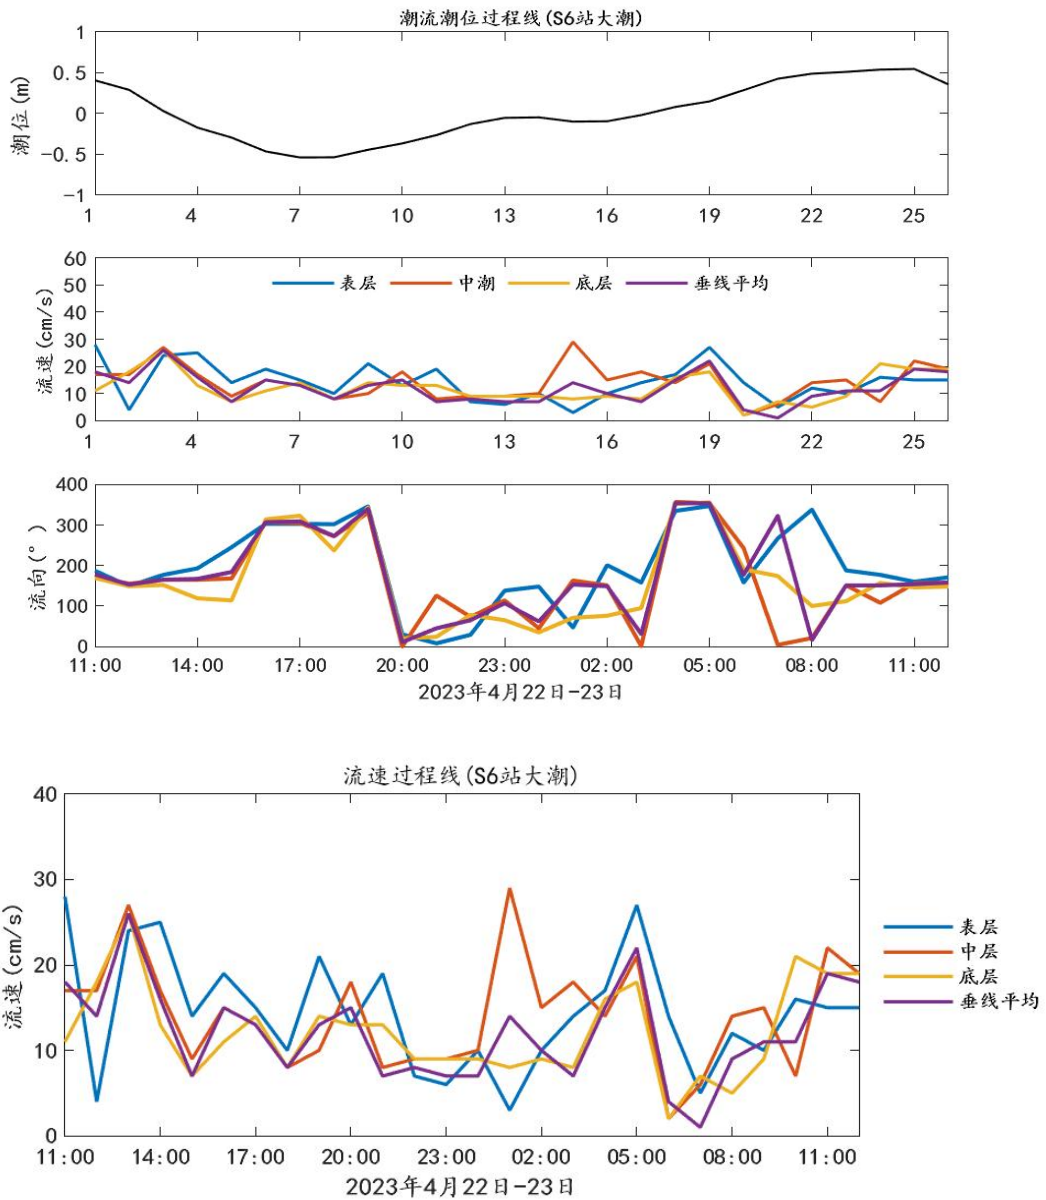 潮流潮位过程线(S6站大潮)
潮位(m)
1
0.5
0
-0.5
-1
1 4 7 10 13 16 19 22 25
流速(cm/s)
60
50
40
30
20
10
0
表层 中潮 底层 垂线平均
1 4 7 10 13 16 19 22 25
流向(°)
400
300
200
100
0
11:00 14:00 17:00 20:00 23:00 02:00 05:00 08:00 11:00
2023年4月22日-23日
流速过程线(S6站大潮)
流速(cm/s)
40
30
20
10
0
表层
中层
底层
垂线平均
11:00 14:00 17:00 20:00 23:00 02:00 05:00 08:00 11:00
2023年4月22日-23日